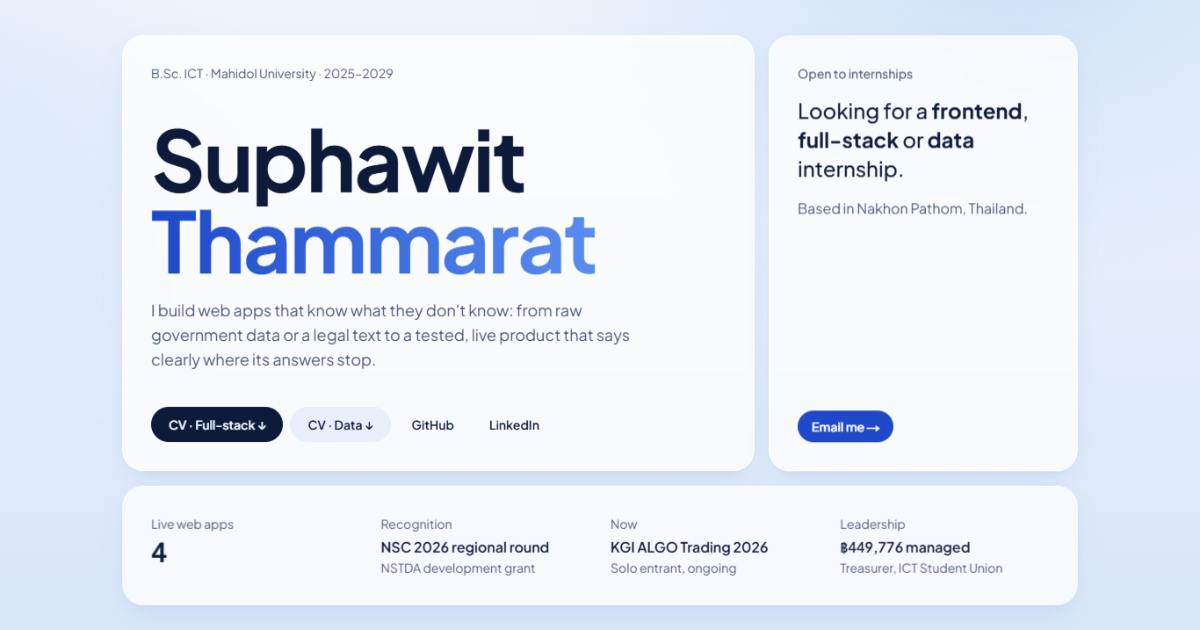 B.Sc. ICT · Mahidol University · 2025–2029
Suphawit
Thammarat
I build web apps that know what they don't know: from raw
government data or a legal text to a tested, live product that says
clearly where its answers stop.
CV · Full-stack ↓
CV · Data ↓
GitHub
LinkedIn
Open to internships
Looking for a frontend,
full-stack or data
internship.
Based in Nakhon Pathom, Thailand.
Email me →
Live web apps
4
Recognition
NSC 2026 regional round
NSTDA development grant
Now
KGI ALGO Trading 2026
Solo entrant, ongoing
Leadership
฿449,776 managed
Treasurer, ICT Student Union